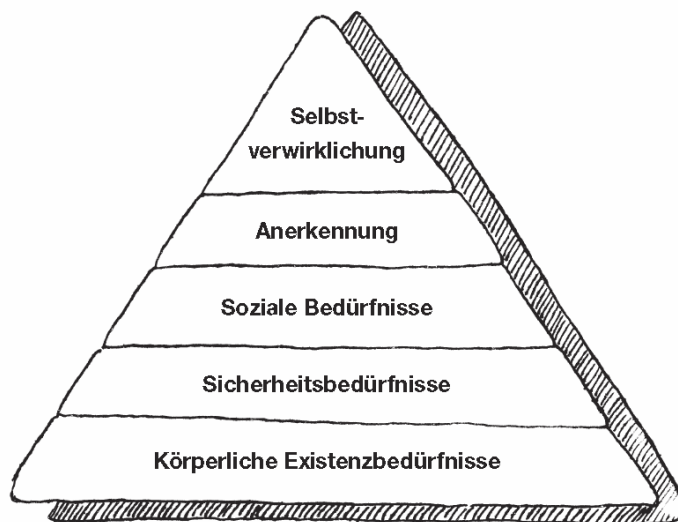 Selbst-
verwirklichung
Anerkennung
Soziale Bedürfnisse
Sicherheitsbedürfnisse
Körperliche Existenzbedürfnisse